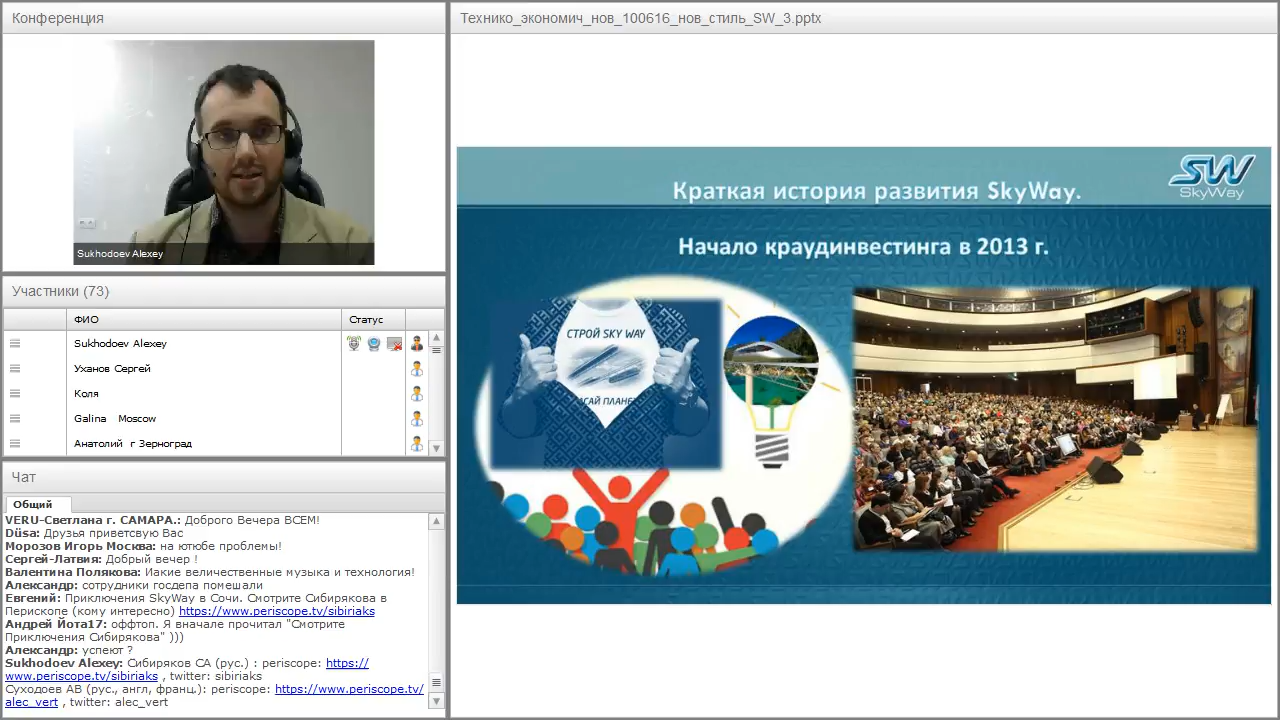 Конференция
Sukhodoev Alexey
Участники (73)
ФИО
Статус
Sukhodoev Alexey
Уханов Сергей
Коля
Galina Moscow
Анатолий г Зерноград
Чат
Общий
VERU-Светлана г. САМАРА.: Доброго Вечера ВСЕМ!
Düsa: Друзья приветсвую Вас
Морозов Игорь Москва: на ютюбе проблемы!
Сергей-Латвия: Добрый вечер !
Валентина Полякова: Иакие величественные музыка и технология!
Александр: сотрудники госдепа помешали
Евгений: Приключения SkyWay в Сочи. Смотрите Сибирякова в
Перископе (кому интересно) https://www.periscope.tv/sibiriaks
Андрей Йота17: оффтоп. Я вначале прочитал "Смотрите
Приключения Сибирякова" )))
Александр: успеют ?
Sukhodoev Alexey: Сибиряков СА (рус.) : periscope: https://
www.periscope.tv/sibiriaks , twitter: sibiriaks
Суходоев АВ (рус., англ, франц.): periscope: https://www.periscope.tv/
alec_vert , twitter: alec_vert
Технико_экономич_нов_100616_нов_стиль_SW_3.pptx
SW
SkyWay
Краткая история развития SkyWay.
Начало краудинвестинга в 2013 г.
СТРОЙ SKY WAY
АСАЙ ПЛАНЕ